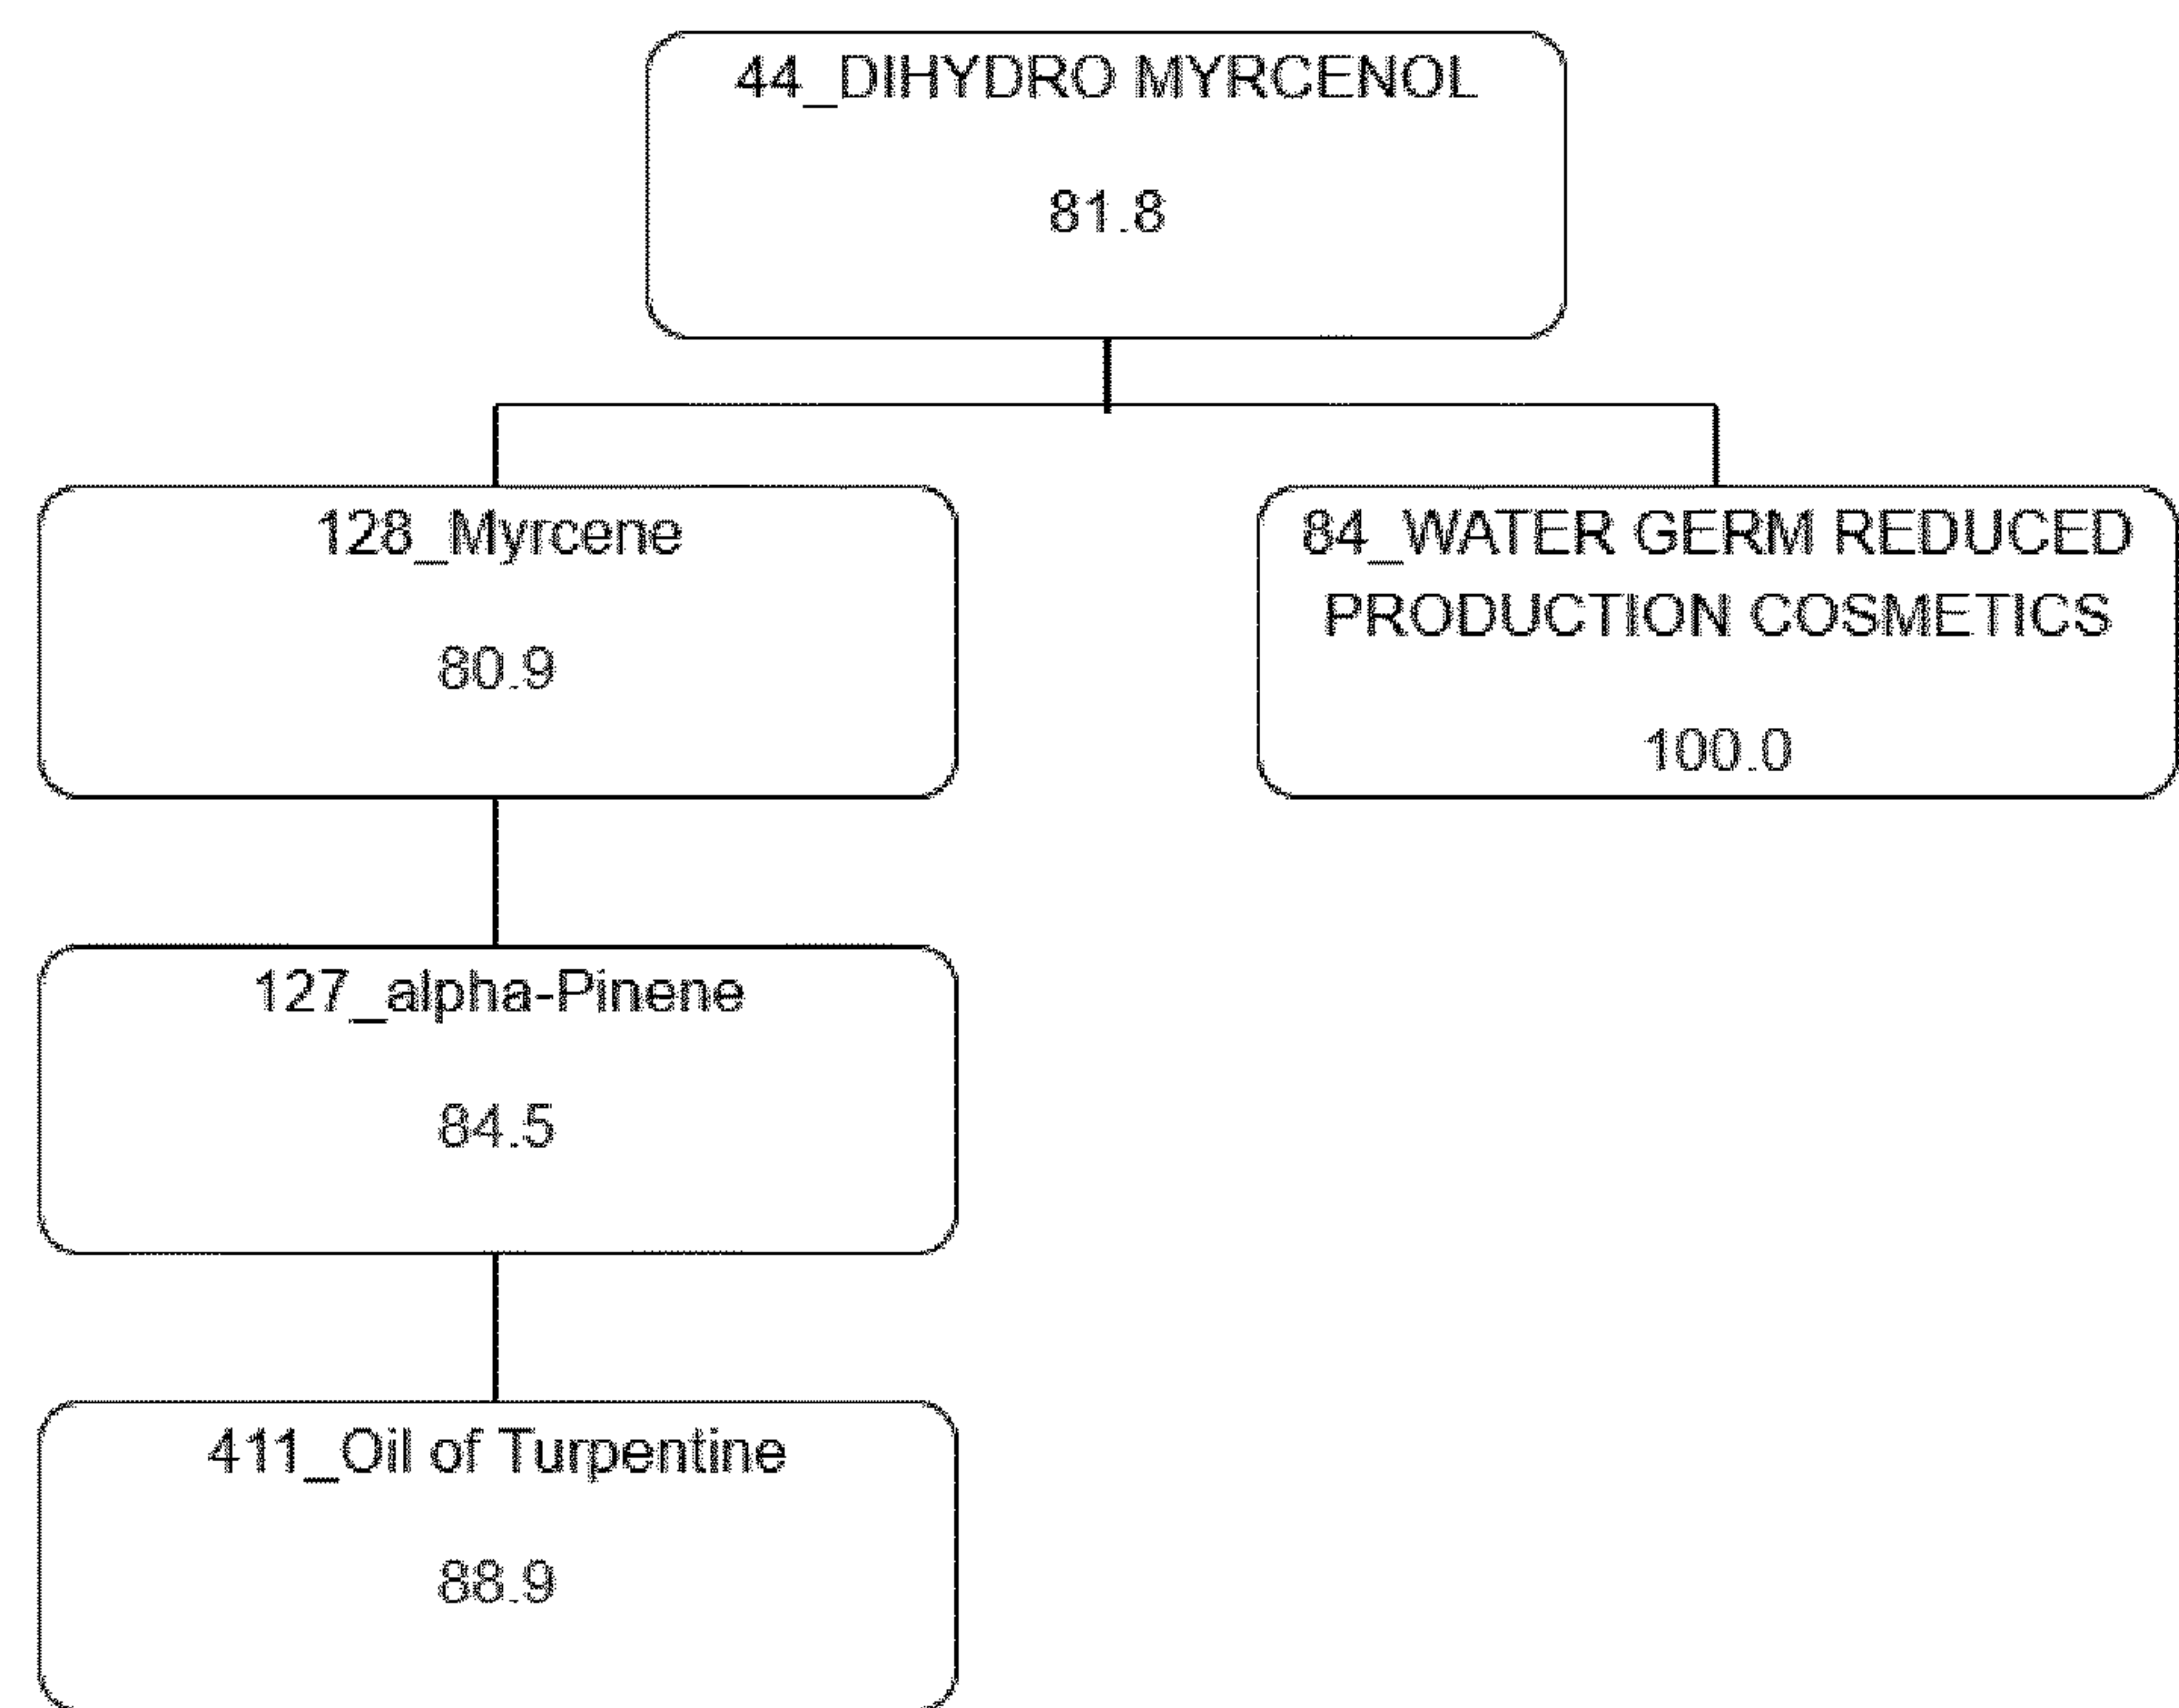 44_DIHYDRO MYRCENOL
81.8
128_Myrcene
80.9
84_WATER GERM REDUCED
PRODUCTION COSMETICS
100.0
127_alpha-Pinene
84.5
411_Oil of Turpentine
88.9